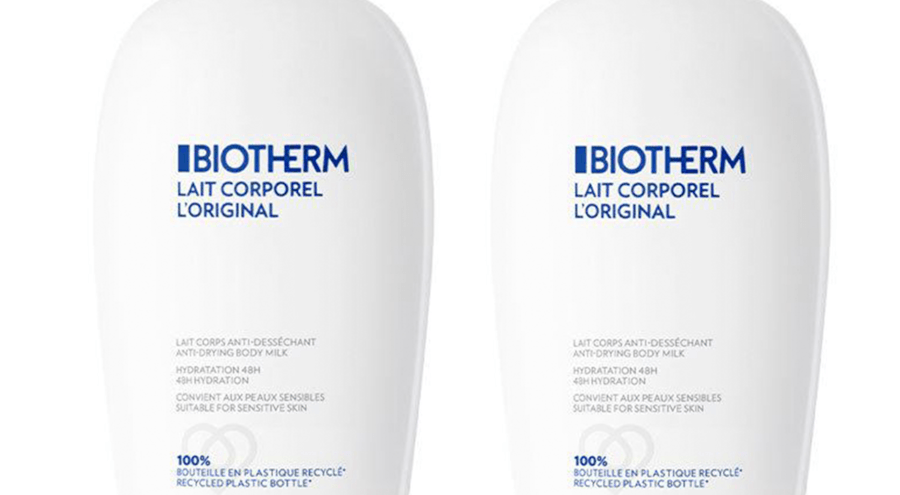 BIOTHERM
LAIT CORPOREL
L'ORIGINAL
LAIT CORPS ANTI-DESSÉCHANT
ANTI-DRYING BODY MILK
HYDRATATION 48H
48H HYDRATION
CONVIENT AUX PEAUX SENSIBLES
SUITABLE FOR SENSITIVE SKIN
100%
BOUTEILLE EN PLASTIQUE RECYCLÉ*
RECYCLED PLASTIC BOTTLE*
BIOTHERM
LAIT CORPOREL
L'ORIGINAL
LAIT CORPS ANTI-DESSÉCHANT
ANTI-DRYING BODY MILK
HYDRATATION 48H
48H HYDRATION
CONVIENT AUX PEAUX SENSIBLES
SUITABLE FOR SENSITIVE SKIN
100%
BOUTEILLE EN PLASTIQUE RECYCLÉ*
RECYCLED PLASTIC BOTTLE*